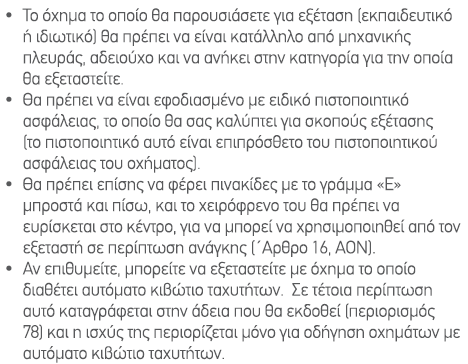 • Το όχημα το οποίο θα παρουσιάσετε για εξέταση (εκπαιδευτικό
ή ιδιωτικό) θα πρέπει να είναι κατάλληλο από μηχανικής
πλευράς, αδειούχο και να ανήκει στην κατηγορία για την οποία
θα εξεταστείτε.
• Θα πρέπει να είναι εφοδιασμένο με ειδικό πιστοποιητικό
ασφάλειας, το οποίο θα σας καλύπτει για σκοπούς εξέτασης
(το πιστοποιητικό αυτό είναι επιπρόσθετο του πιστοποιητικού
ασφάλειας του οχήματος).
• Θα πρέπει επίσης να φέρει πινακίδες με το γράμμα «Ε»
μπροστά και πίσω, και το χειρόφρενο του θα πρέπει να
ευρίσκεται στο κέντρο, για να μπορεί να χρησιμοποιηθεί από τον
εξεταστή σε περίπτωση ανάγκης (΄Αρθρο 16, ΑΟΝ).
• Αν επιθυμείτε, μπορείτε να εξεταστείτε με όχημα το οποίο
διαθέτει αυτόματο κιβώτιο ταχυτήτων. Σε τέτοια περίπτωση
αυτό καταγράφεται στην άδεια που θα εκδοθεί (περιορισμός
78) και η ισχύς της περιορίζεται μόνο για οδήγηση οχημάτων με
αυτόματο κιβώτιο ταχυτήτων.